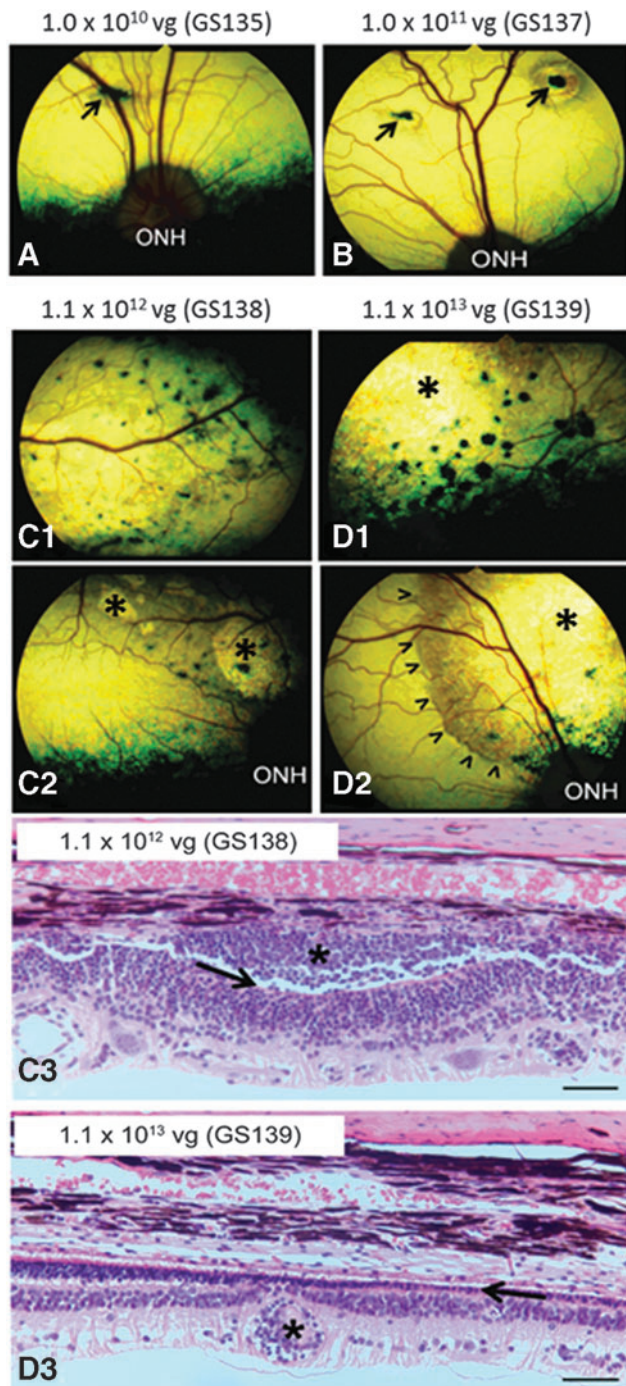 1.0 x 10¹⁰ vg (GS135)
1.0 x 10¹¹ vg (GS137)
A
ONH
B
ONH
1.1 x 10¹² vg (GS138)
1.1 x 10¹³ vg (GS139)
C1
D1
* 
C2
* *
ONH
D2
*
ONH
1.1 x 10¹² vg (GS138)
*
C3
1.1 x 10¹³ vg (GS139)
*
D3